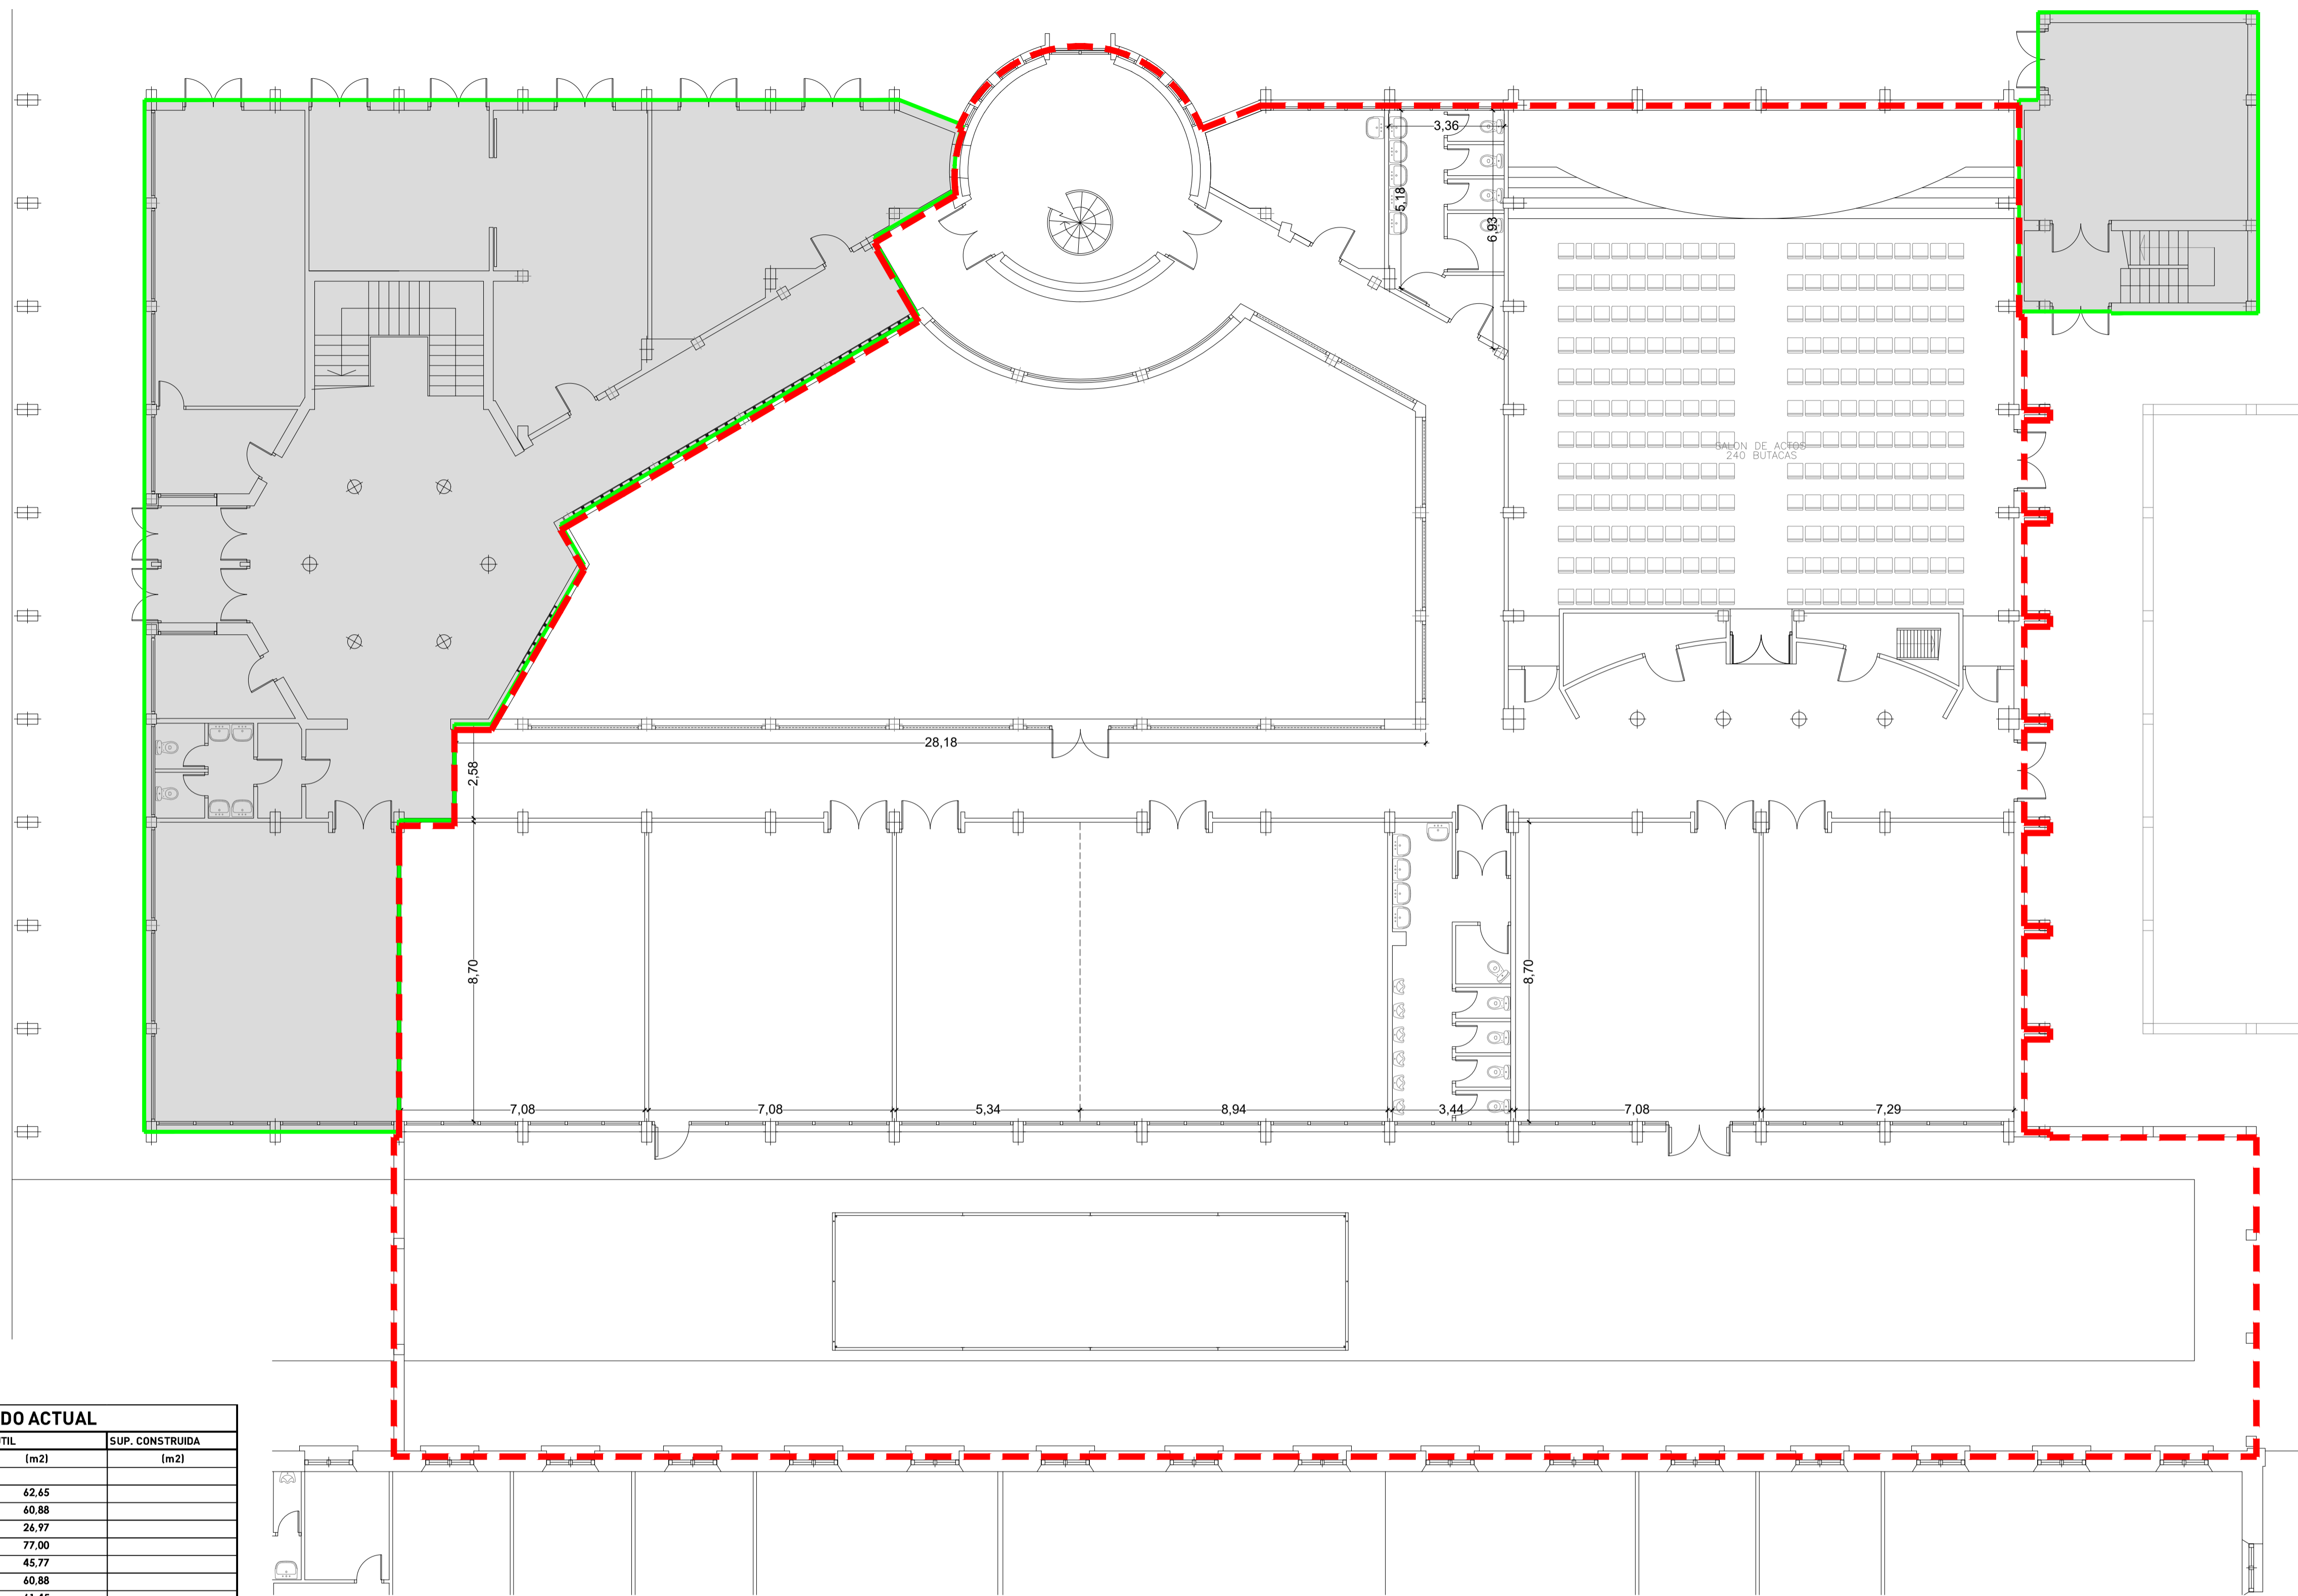 3,36
5,18
6,93
SALON DE ACTOS
240 BUTACAS
28,18
2,58
8,70
8,70
7,08
7,08
5,34
8,94
3,44
7,08
7,29
DO ACTUAL
TIL
SUP. CONSTRUIDA
(m2)
(m2)
62,65
60,88
26,97
77,00
45,77
60,88